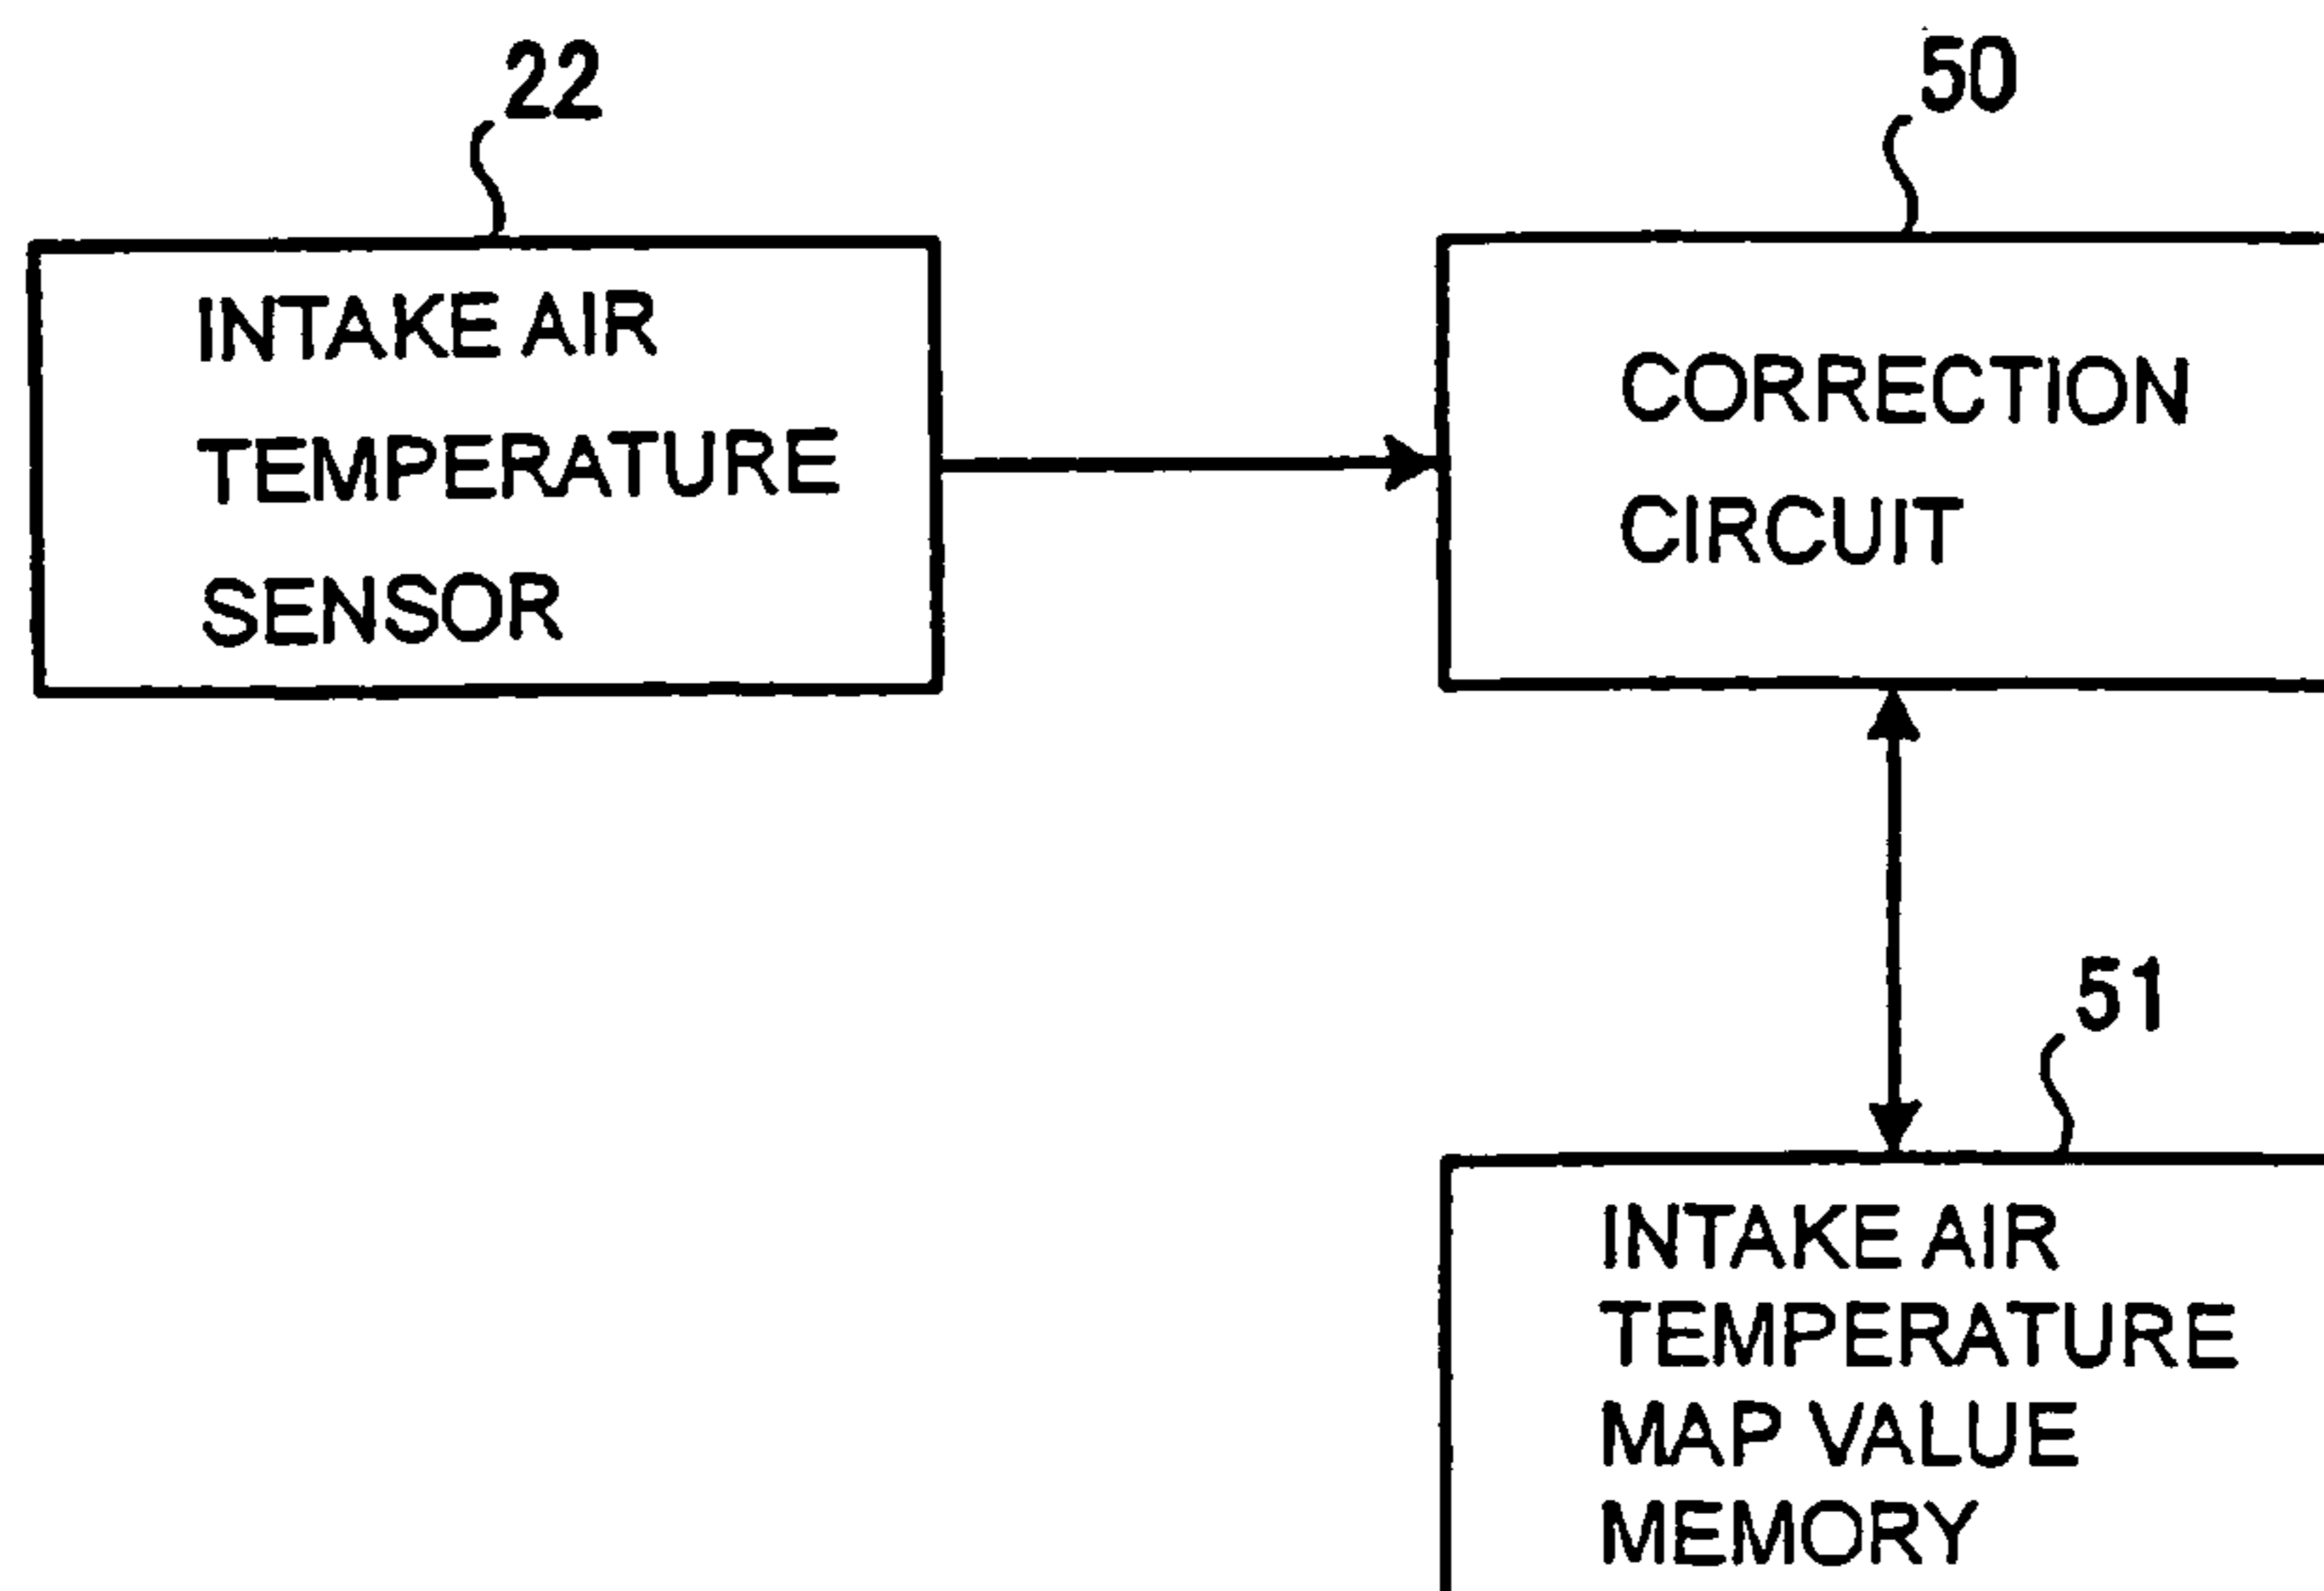 22
INTAKE AIR
TEMPERATURE
SENSOR
50
CORRECTION
CIRCUIT
51
INTAKE AIR
TEMPERATURE
MAP VALUE
MEMORY